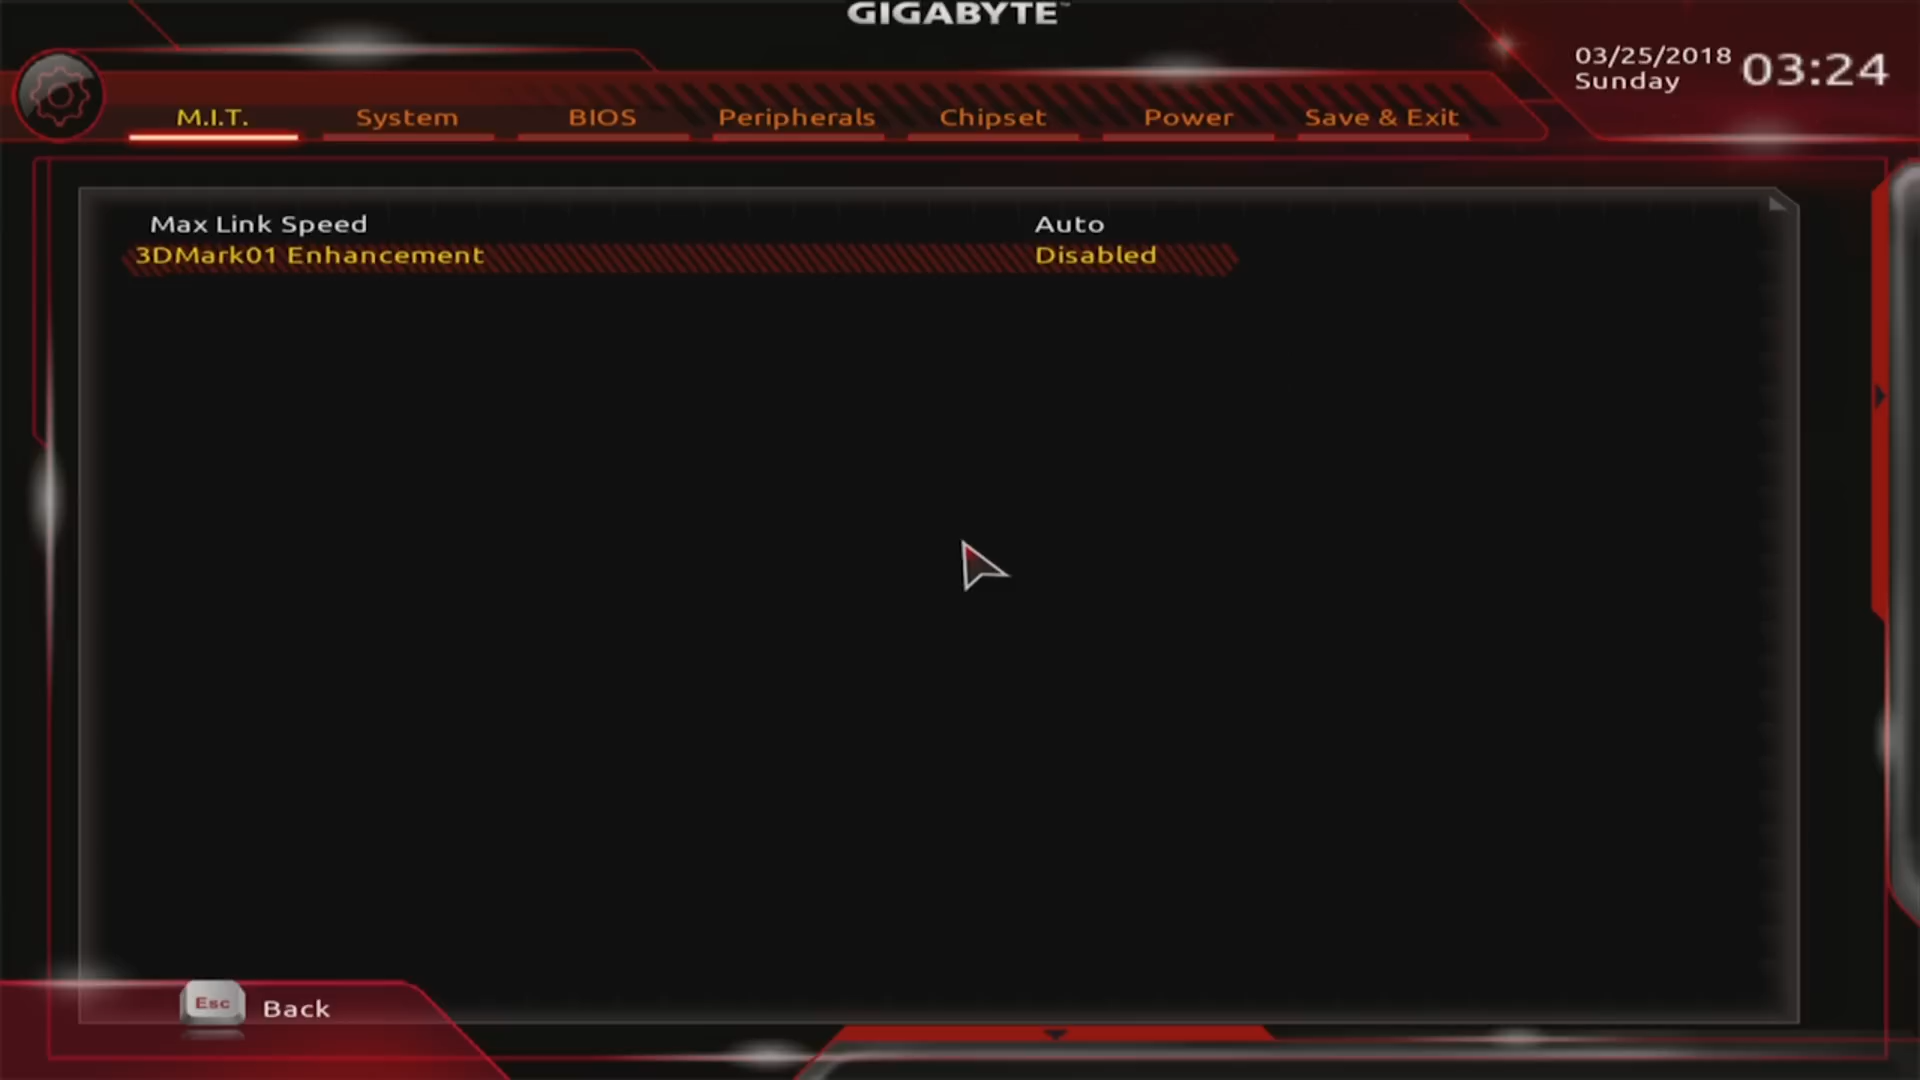 GIGABYTE™
03/25/2018
Sunday
03:24
M.I.T. System BIOS Peripherals Chipset Power Save & Exit
Max Link Speed Auto
3DMark01 Enhancement Disabled
Esc Back